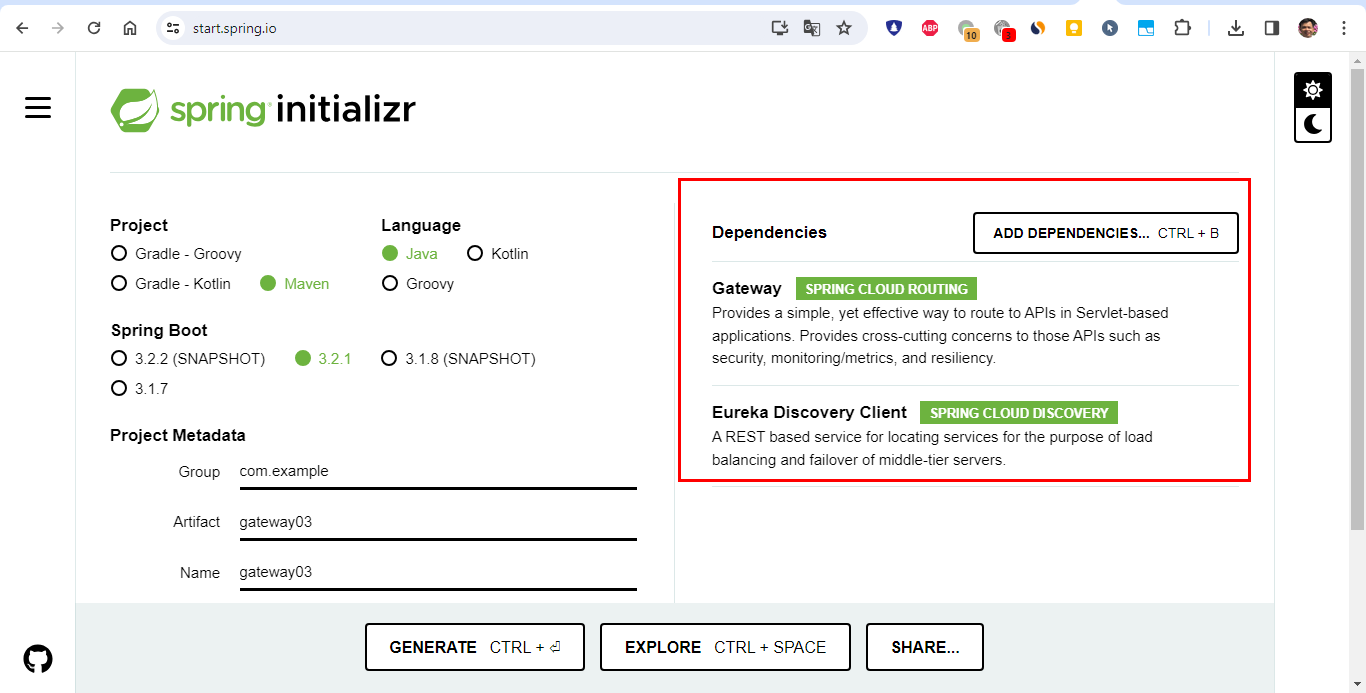 start.spring.io
ABP
10
3
spring initializr
Project
Gradle - Groovy
Gradle - Kotlin Maven
Language
Java Kotlin
Groovy
Spring Boot
3.2.2 (SNAPSHOT) 3.2.1 3.1.8 (SNAPSHOT)
3.1.7
Project Metadata
Group com.example
Artifact gateway03
Name gateway03
Dependencies
ADD DEPENDENCIES... CTRL + B
Gateway SPRING CLOUD ROUTING
Provides a simple, yet effective way to route to APIs in Servlet-based
applications. Provides cross-cutting concerns to those APIs such as
security, monitoring/metrics, and resiliency.
Eureka Discovery Client SPRING CLOUD DISCOVERY
A REST based service for locating services for the purpose of load
balancing and failover of middle-tier servers.
GENERATE CTRL + ⏎
EXPLORE CTRL + SPACE
SHARE...